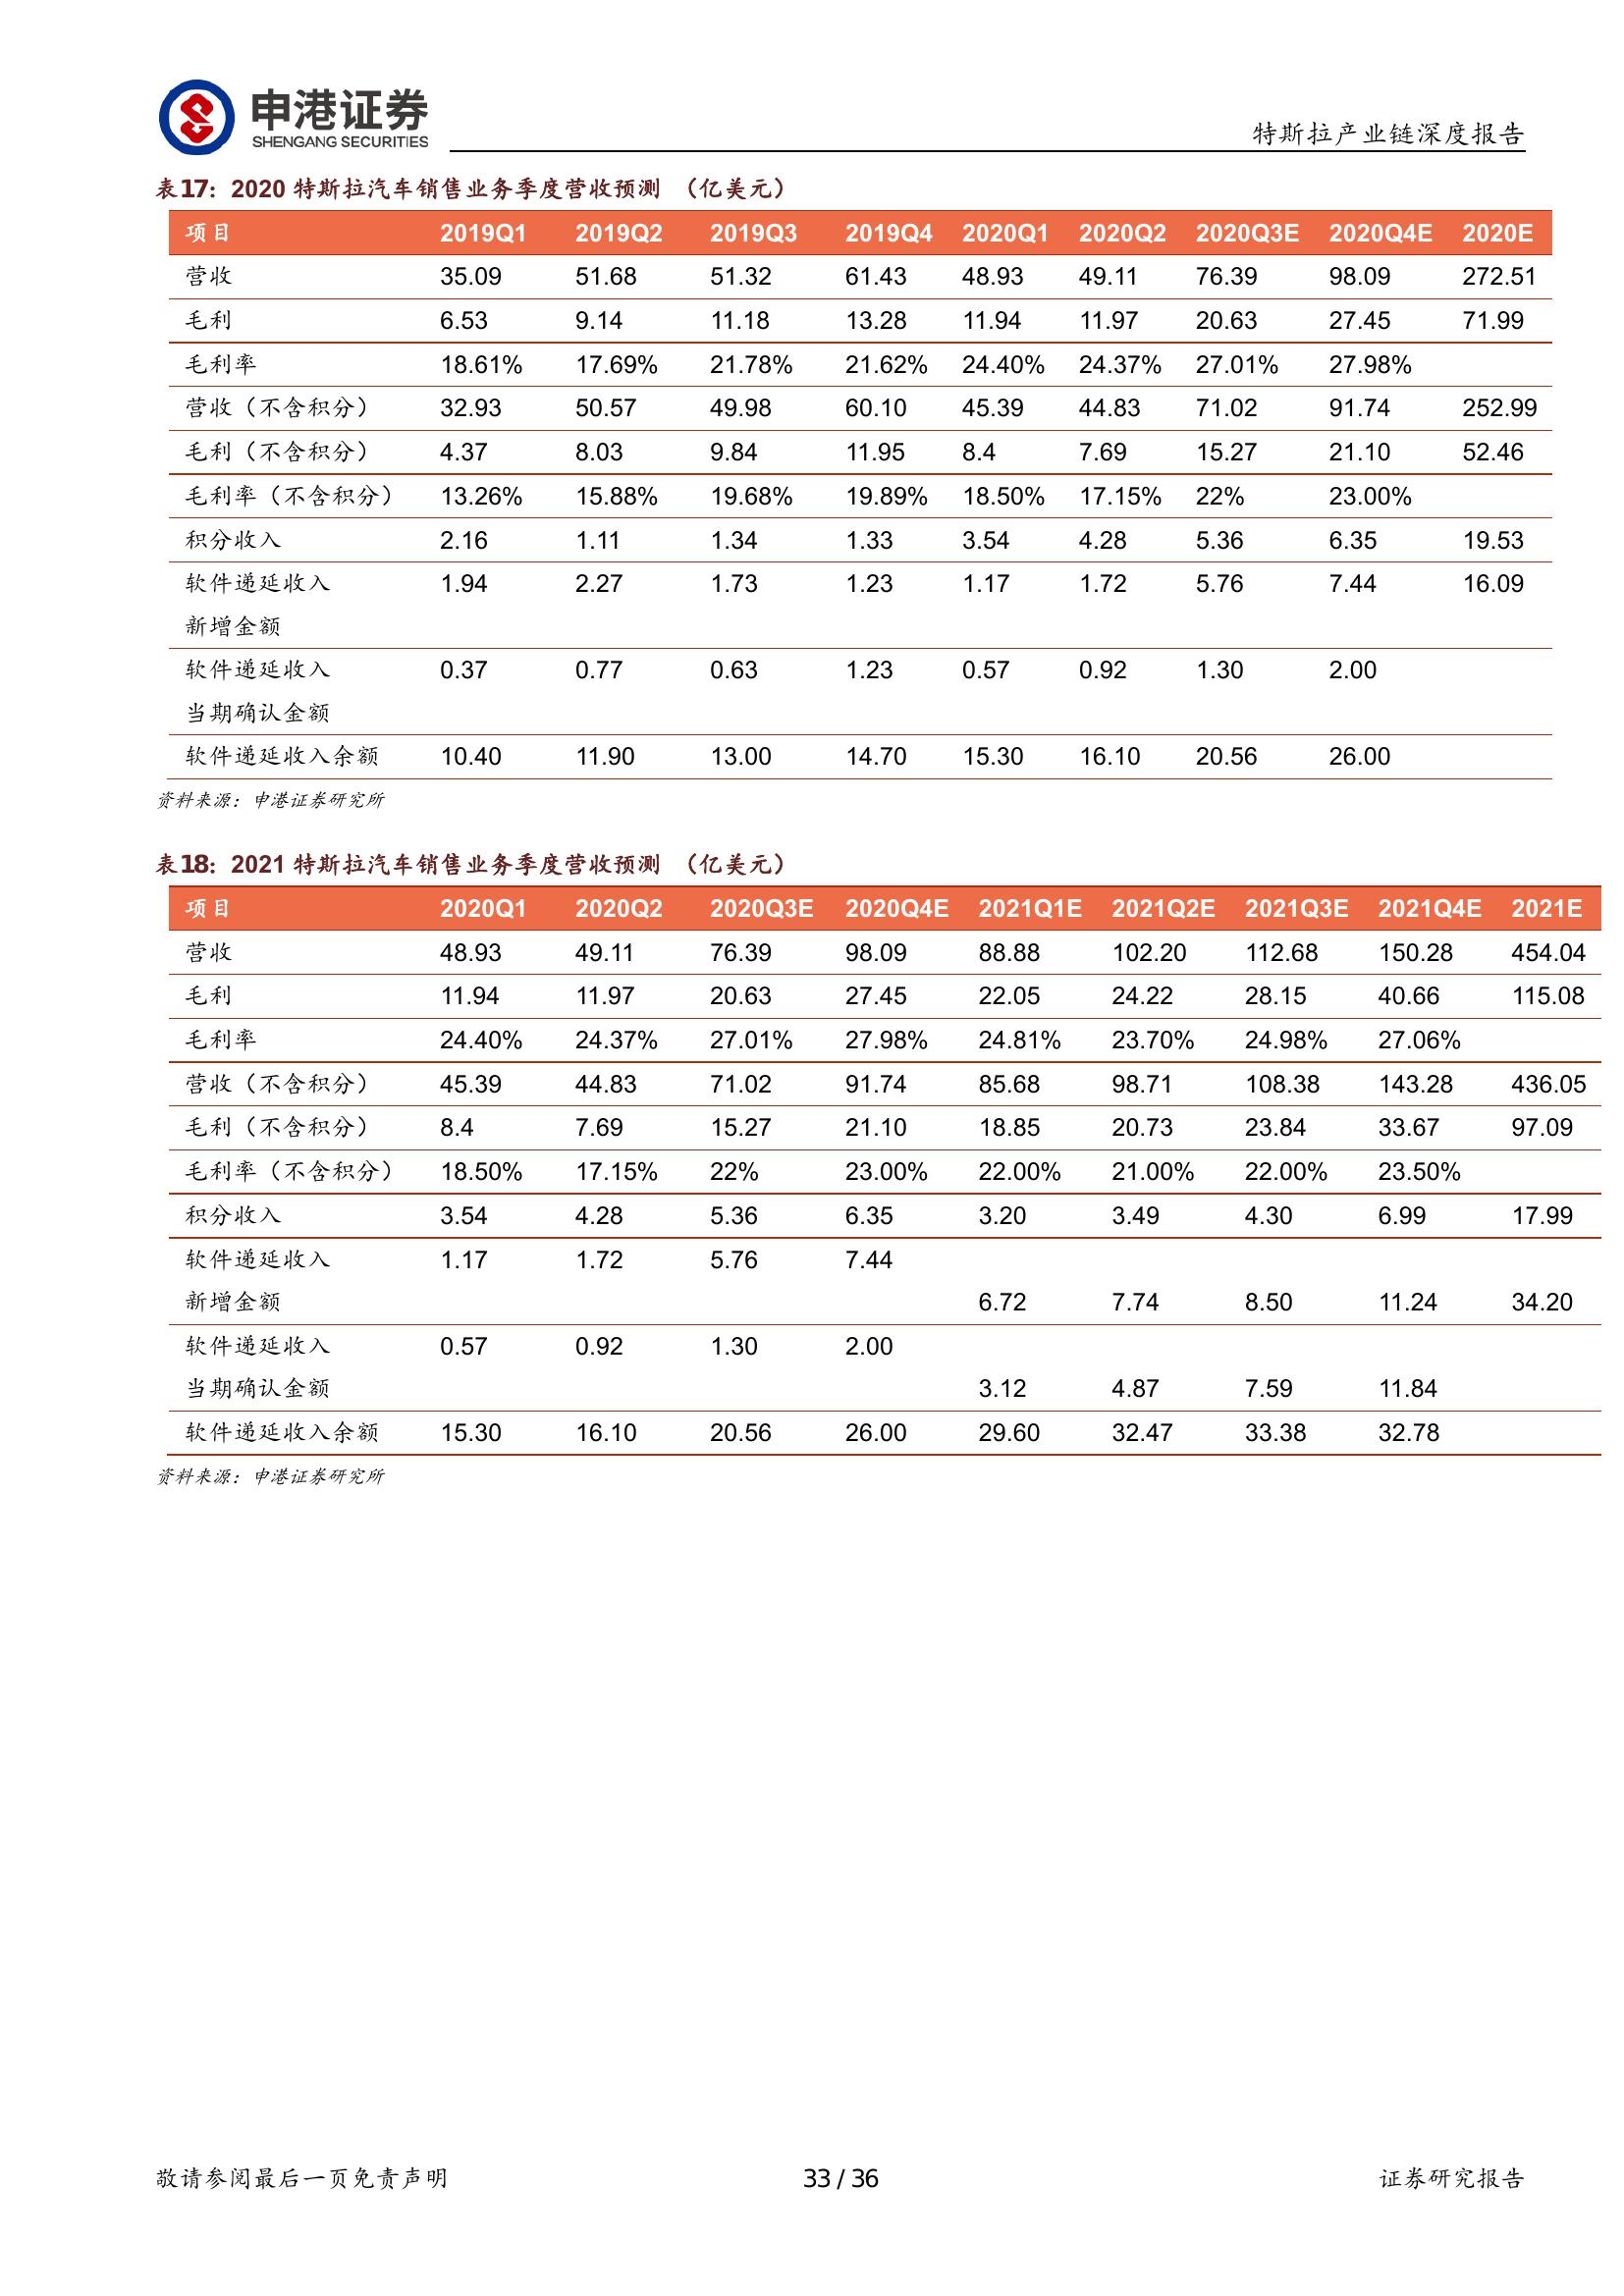 申港证券
SHENGANG SECURITIES
特斯拉产业链深度报告
表17：2020 特斯拉汽车销售业务季度营收预测 （亿美元）
项目 2019Q1 2019Q2 2019Q3 2019Q4 2020Q1 2020Q2 2020Q3E 2020Q4E 2020E
营收 35.09 51.68 51.32 61.43 48.93 49.11 76.39 98.09 272.51
毛利 6.53 9.14 11.18 13.28 11.94 11.97 20.63 27.45 71.99
毛利率 18.61% 17.69% 21.78% 21.62% 24.40% 24.37% 27.01% 27.98%
营收（不含积分） 32.93 50.57 49.98 60.10 45.39 44.83 71.02 91.74 252.99
毛利（不含积分） 4.37 8.03 9.84 11.95 8.4 7.69 15.27 21.10 52.46
毛利率（不含积分） 13.26% 15.88% 19.68% 19.89% 18.50% 17.15% 22% 23.00%
积分收入 2.16 1.11 1.34 1.33 3.54 4.28 5.36 6.35 19.53
软件递延收入 1.94 2.27 1.73 1.23 1.17 1.72 5.76 7.44 16.09
新增金额
软件递延收入 0.37 0.77 0.63 1.23 0.57 0.92 1.30 2.00
当期确认金额
软件递延收入余额 10.40 11.90 13.00 14.70 15.30 16.10 20.56 26.00
资料来源：申港证券研究所
表18：2021 特斯拉汽车销售业务季度营收预测 （亿美元）
项目 2020Q1 2020Q2 2020Q3E 2020Q4E 2021Q1E 2021Q2E 2021Q3E 2021Q4E 2021E
营收 48.93 49.11 76.39 98.09 88.88 102.20 112.68 150.28 454.04
毛利 11.94 11.97 20.63 27.45 22.05 24.22 28.15 40.66 115.08
毛利率 24.40% 24.37% 27.01% 27.98% 24.81% 23.70% 24.98% 27.06%
营收（不含积分） 45.39 44.83 71.02 91.74 85.68 98.71 108.38 143.28 436.05
毛利（不含积分） 8.4 7.69 15.27 21.10 18.85 20.73 23.84 33.67 97.09
毛利率（不含积分） 18.50% 17.15% 22% 23.00% 22.00% 21.00% 22.00% 23.50%
积分收入 3.54 4.28 5.36 6.35 3.20 3.49 4.30 6.99 17.99
软件递延收入 1.17 1.72 5.76 7.44
新增金额 6.72 7.74 8.50 11.24 34.20
软件递延收入 0.57 0.92 1.30 2.00
当期确认金额 3.12 4.87 7.59 11.84
软件递延收入余额 15.30 16.10 20.56 26.00 29.60 32.47 33.38 32.78
资料来源：申港证券研究所
敬请参阅最后一页免责声明 33 / 36 证券研究报告